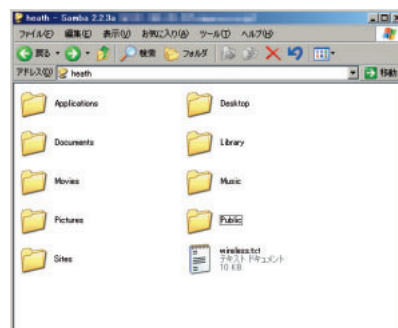 heath - Samba 2.2.3a
ファイル(F) 編集(E) 表示(V) お気に入り(A) ツール(T) ヘルプ(H)
戻る 検索 フォルダ
アドレス(D) heath 移動
Applications Desktop
Documents Library
Movies Music
Pictures Public
Sites wireless.txt
テキスト ドキュメント
10 KB